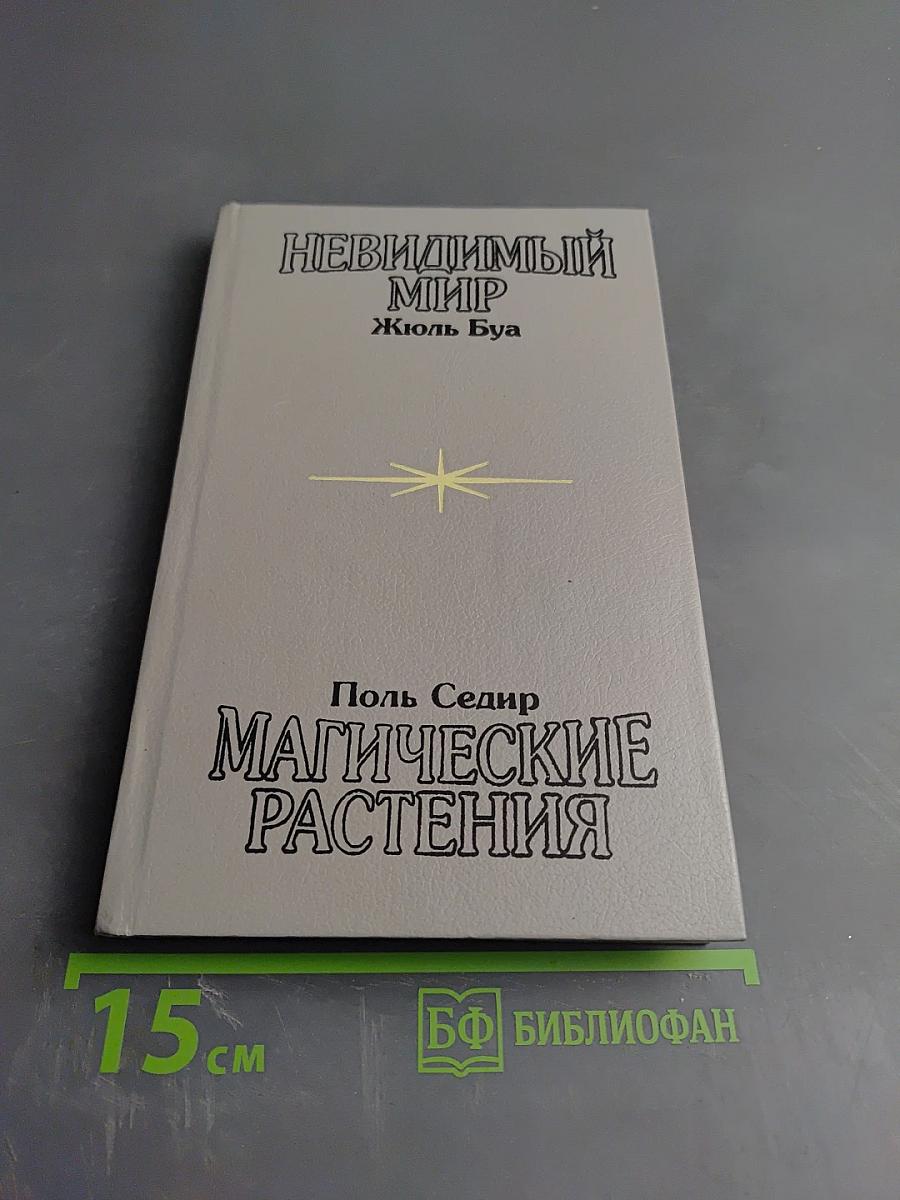 НЕВИДИМЫЙ
МИР
Жюль Буа
Поль Седир
МАГИЧЕСКИЕ
РАСТЕНИЯ
15 см
БФ БИБЛИОФАН